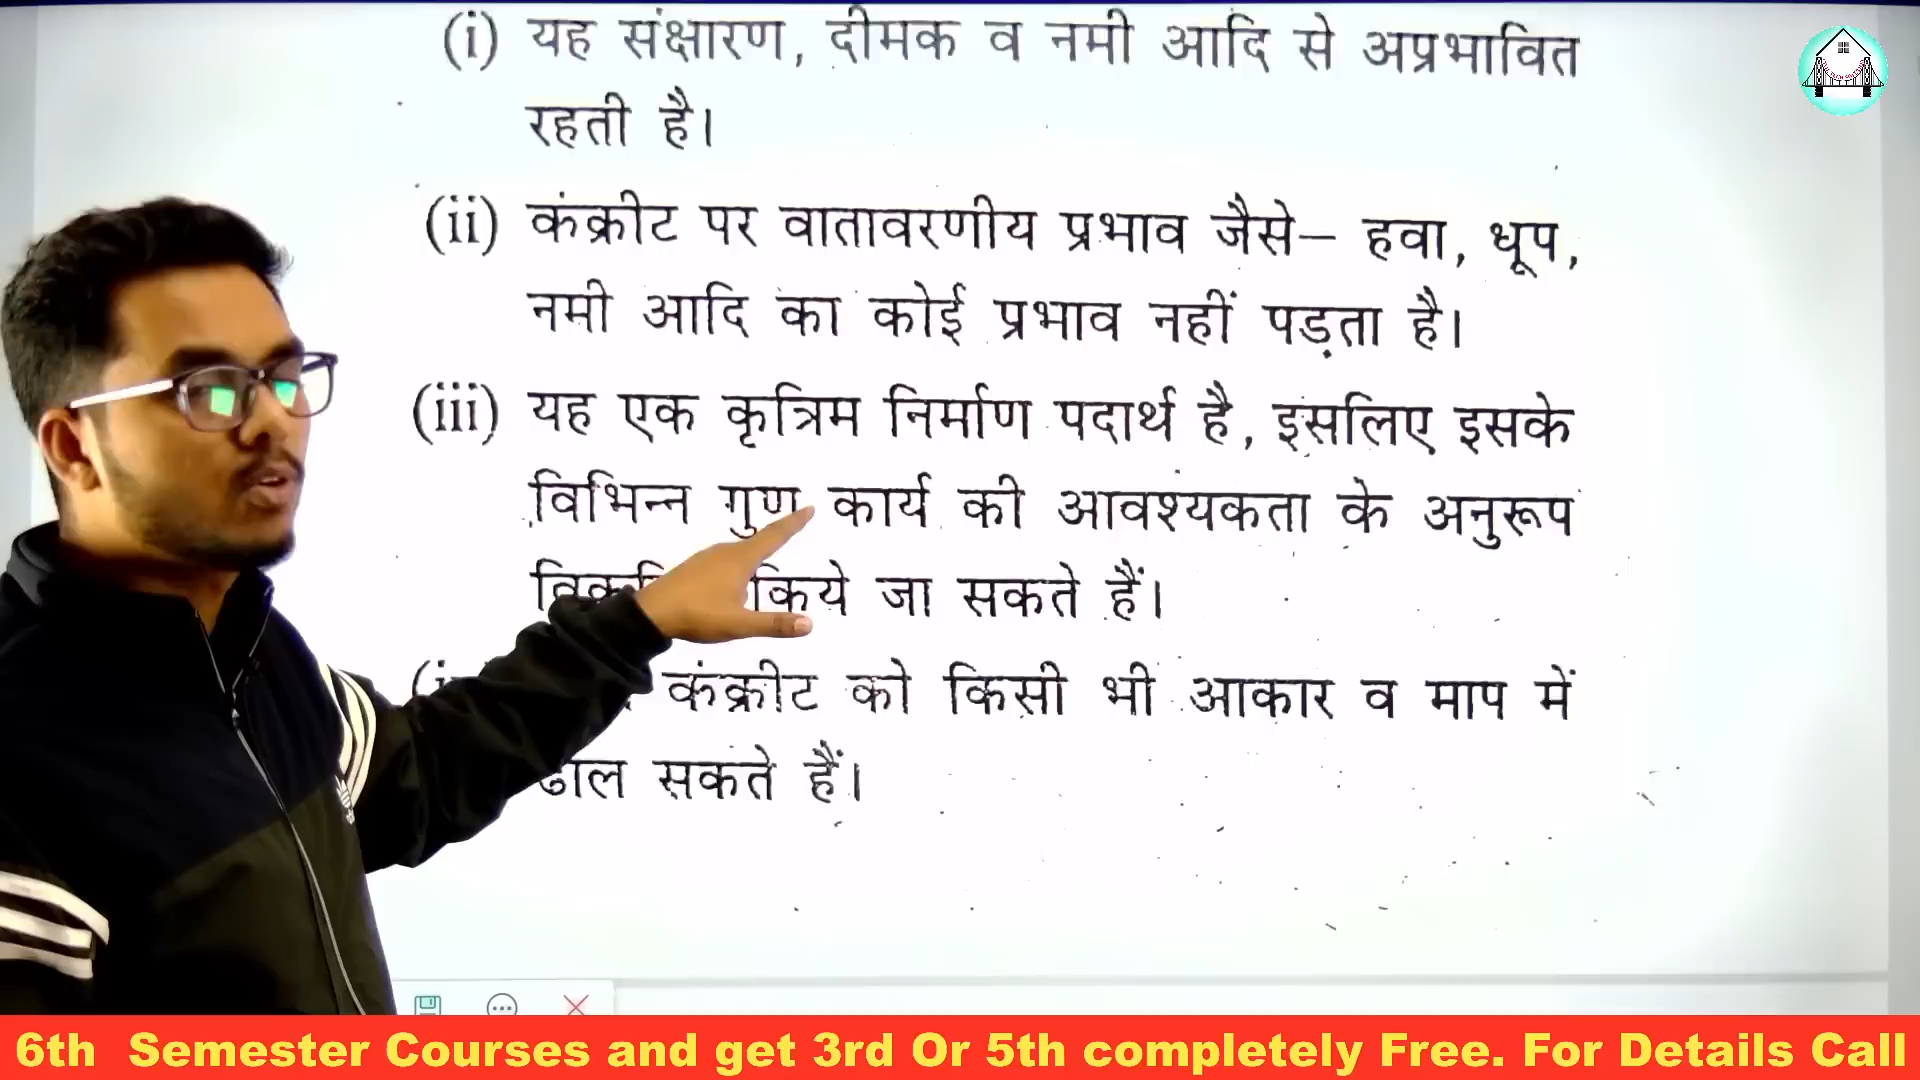 (i) यह संक्षारण, दीमक व नमी आदि से अप्रभावित
रहती है।
(ii) कंक्रीट पर वातावरणीय प्रभाव जैसे– हवा, धूप,
नमी आदि का कोई प्रभाव नहीं पड़ता है।
(iii) यह एक कृत्रिम निर्माण पदार्थ है, इसलिए इसके
विभिन्न गुण कार्य की आवश्यकता के अनुरूप
किये जा सकते हैं।
कंक्रीट को किसी भी आकार व माप में
ढाल सकते हैं।
6th Semester Courses and get 3rd Or 5th completely Free. For Details Call